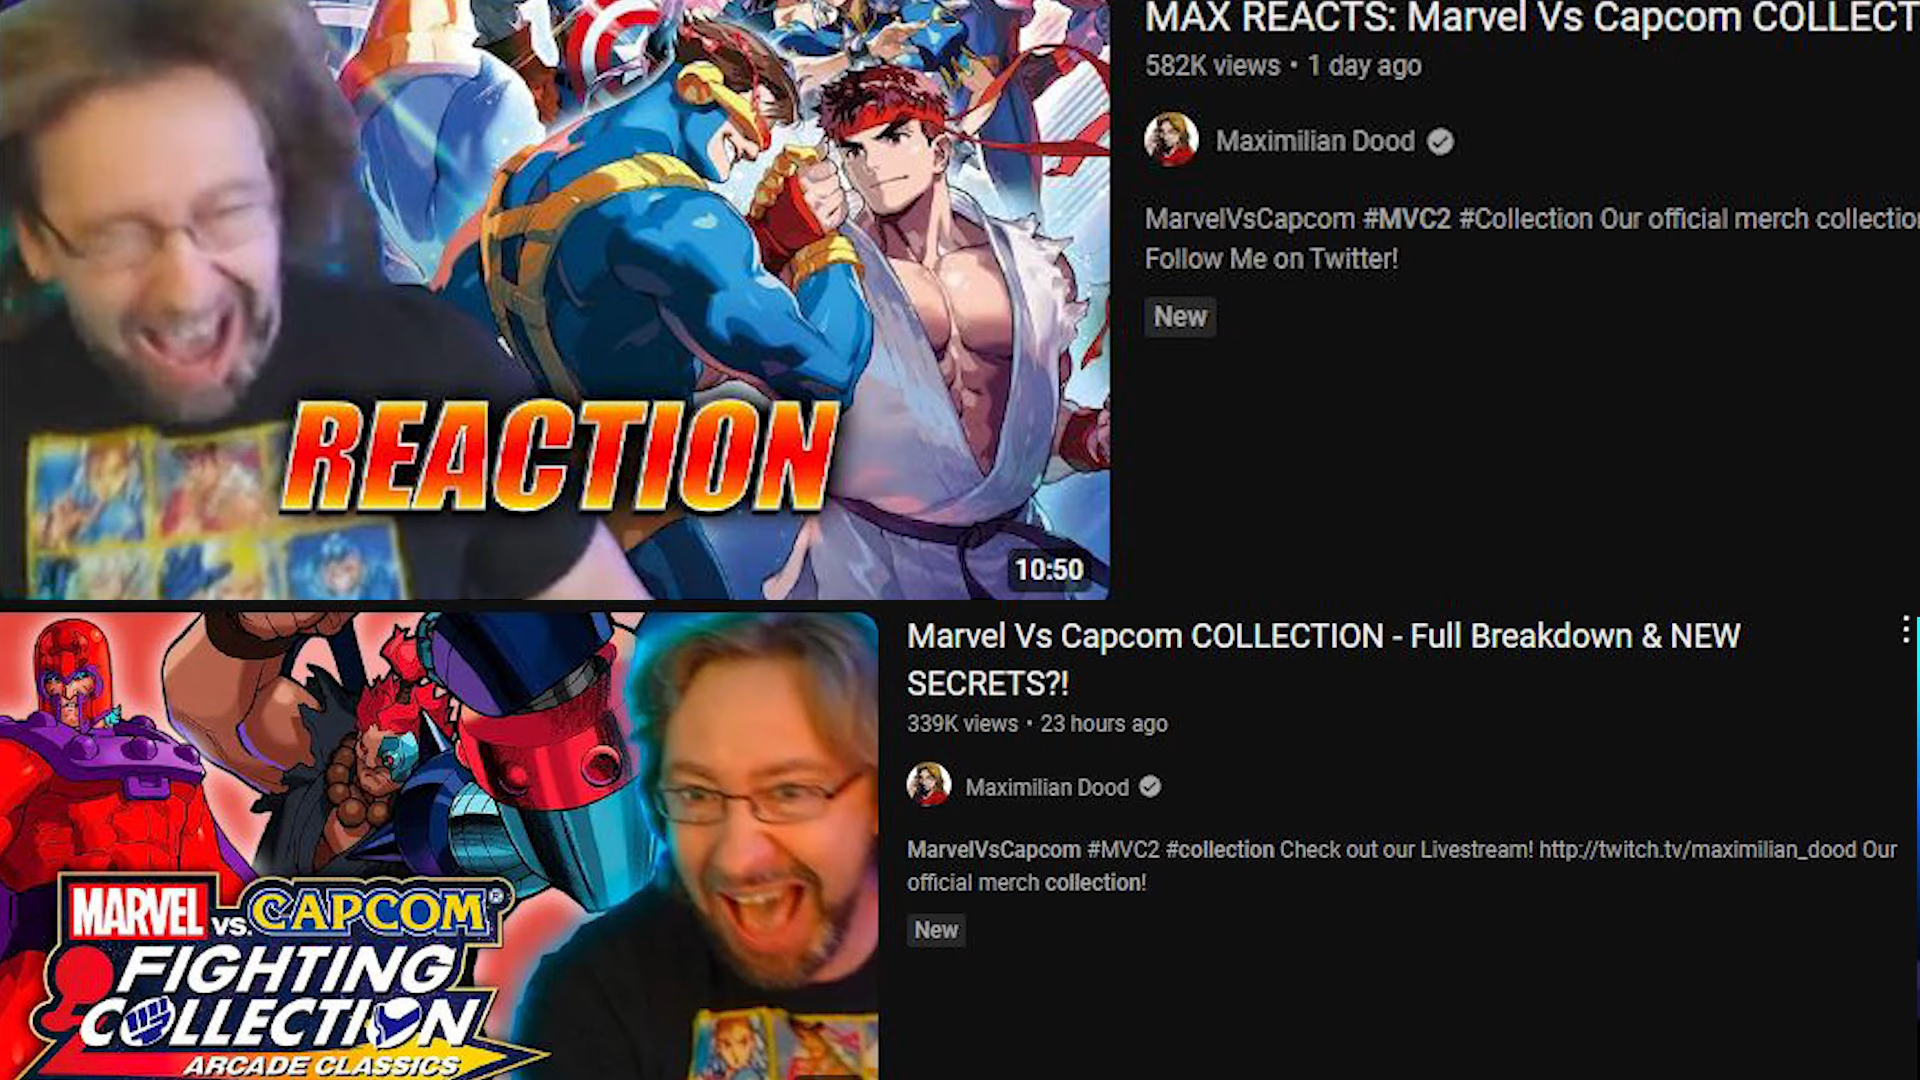 MAX REACTS: Marvel Vs Capcom COLLECT
582K views • 1 day ago
Maximilian Dood
MarvelVsCapcom #MVC2 #Collection Our official merch collection
Follow Me on Twitter!
New
REACTION
10:50
Marvel Vs Capcom COLLECTION - Full Breakdown & NEW
SECRETS?!
339K views • 23 hours ago
Maximilian Dood
MarvelVsCapcom #MVC2 #collection Check out our Livestream! http://twitch.tv/maximilian_dood Our
official merch collection!
New
MARVEL VS. CAPCOM®
FIGHTING
COLLECTION
ARCADE CLASSICS